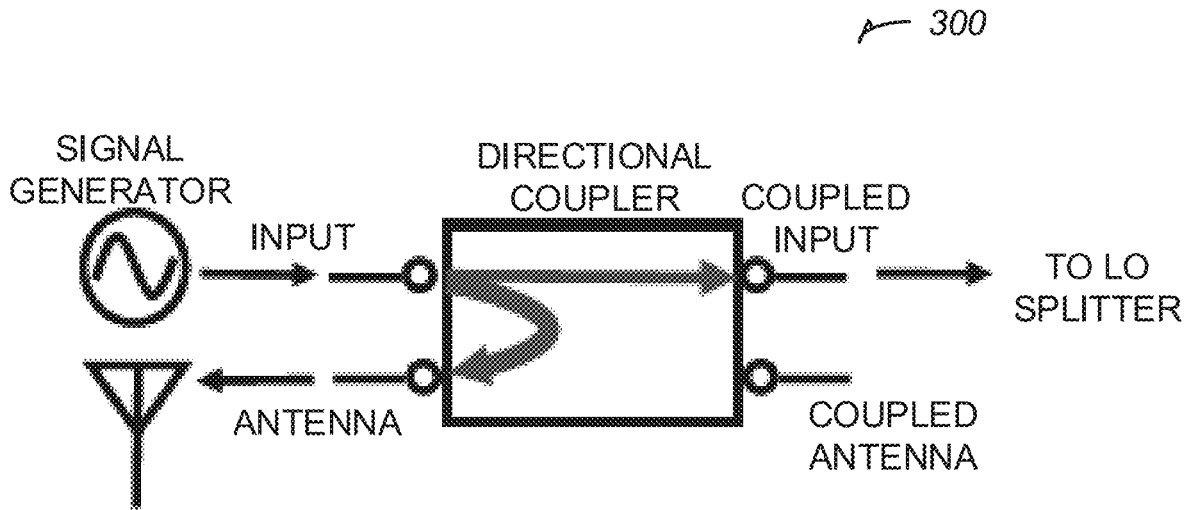 300
SIGNAL
GENERATOR
DIRECTIONAL
COUPLER
COUPLED
INPUT
INPUT
TO LO
SPLITTER
ANTENNA
COUPLED
ANTENNA